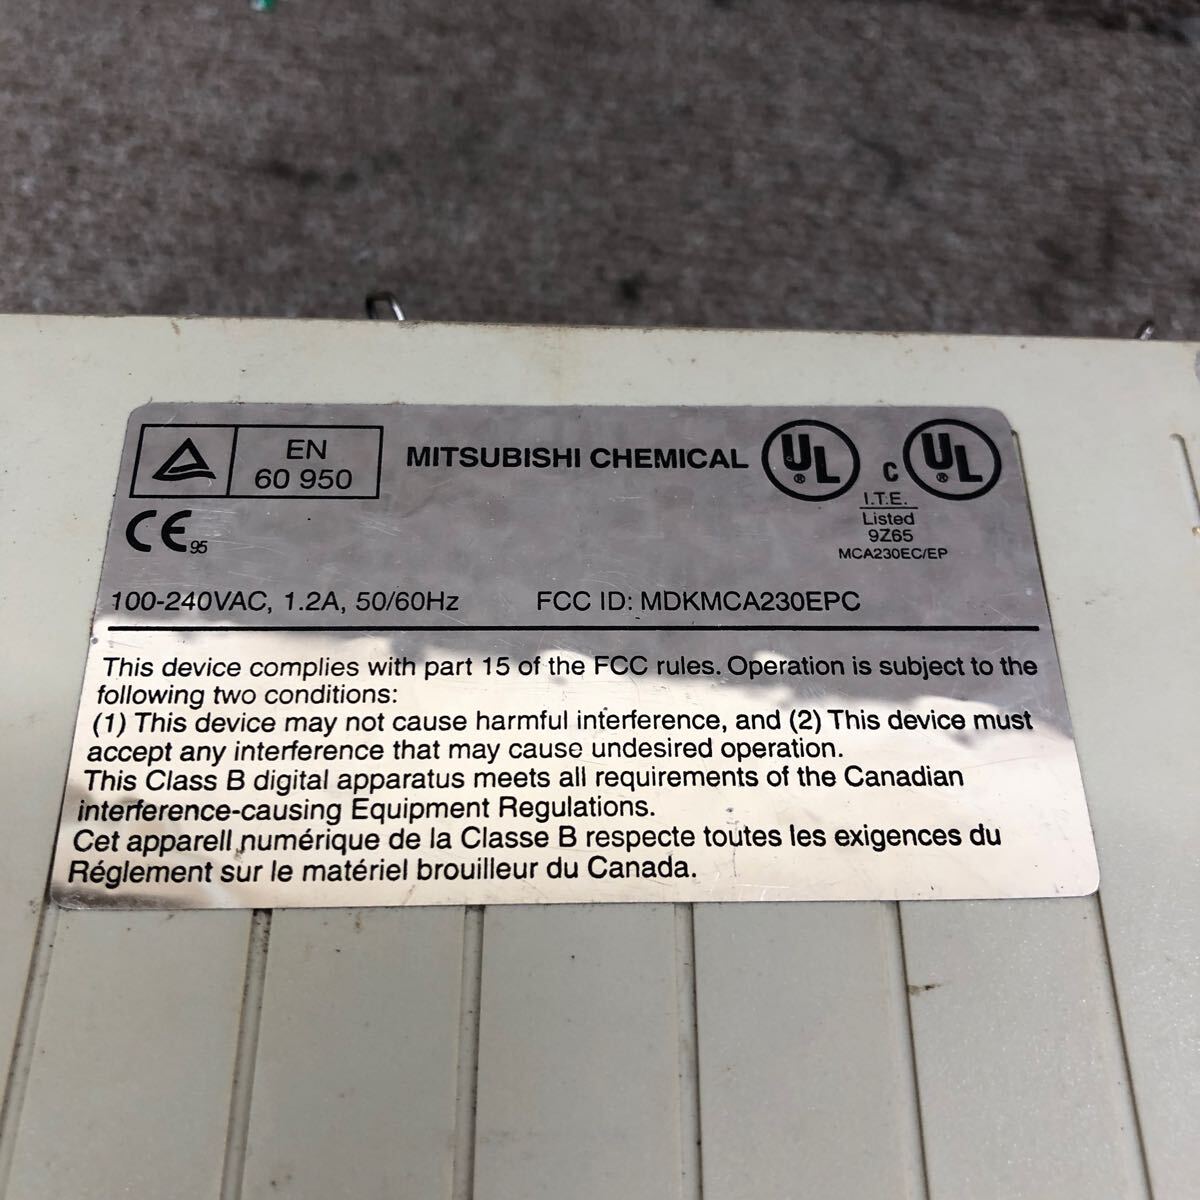 EN
60 950
MITSUBISHI CHEMICAL
UL
®
C
UL
®
I.T.E.
Listed
9Z65
MCA230EC/EP
CE95
100-240VAC, 1.2A, 50/60Hz
FCC ID: MDKMCA230EPC
This device complies with part 15 of the FCC rules. Operation is subject to the
following two conditions:
(1) This device may not cause harmful interference, and (2) This device must
accept any interference that may cause undesired operation.
This Class B digital apparatus meets all requirements of the Canadian
interference-causing Equipment Regulations.
Cet appareil numérique de la Classe B respecte toutes les exigences du
Réglement sur le matériel brouilleur du Canada.